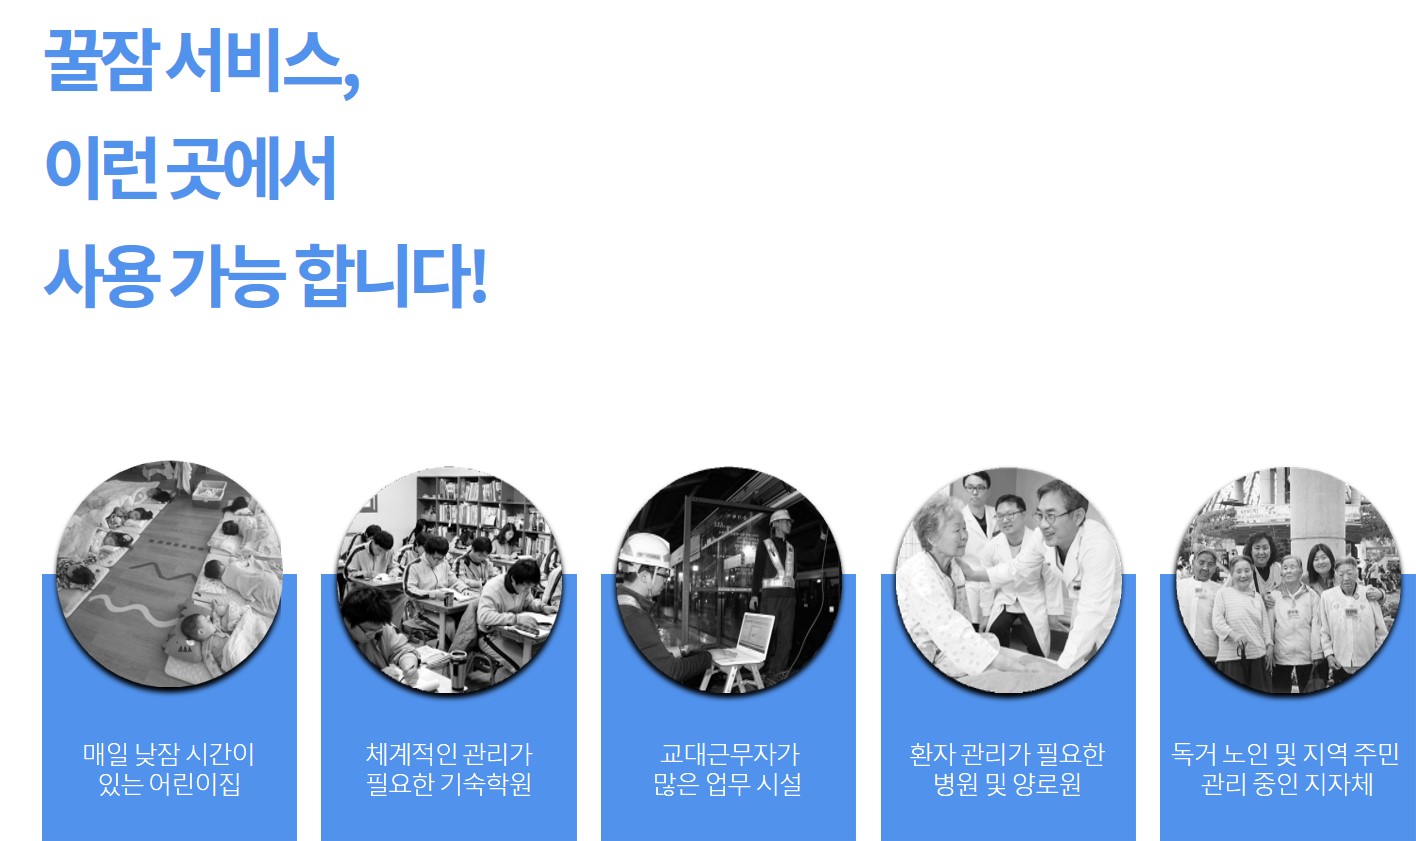 꿀잠 서비스,
이런 곳에서
사용 가능 합니다!
매일 낮잠 시간이
있는 어린이집
체계적인 관리가
필요한 기숙학원
교대근무자가
많은 업무 시설
환자 관리가 필요한
병원 및 양로원
독거 노인 및 지역 주민
관리 중인 지자체